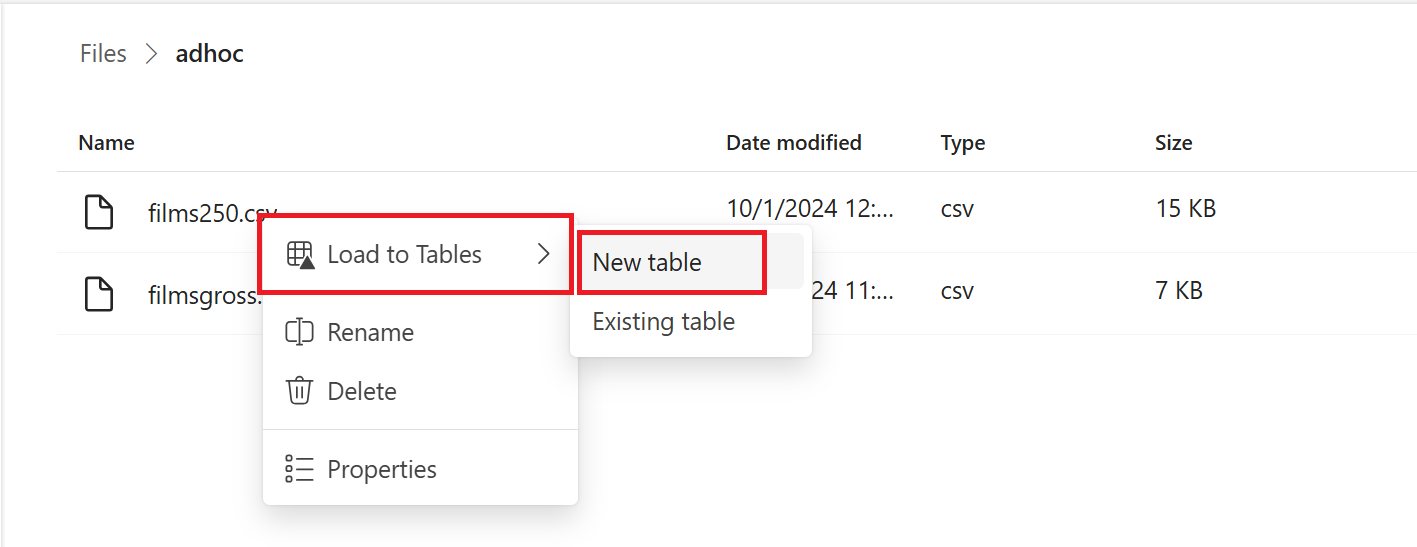 Files > adhoc
Name Date modified Type Size
films250.csv 10/1/2024 12:... csv 15 KB
Load to Tables >
New table
filmsgross. 24 11:... csv 7 KB
Existing table
Rename
Delete
Properties